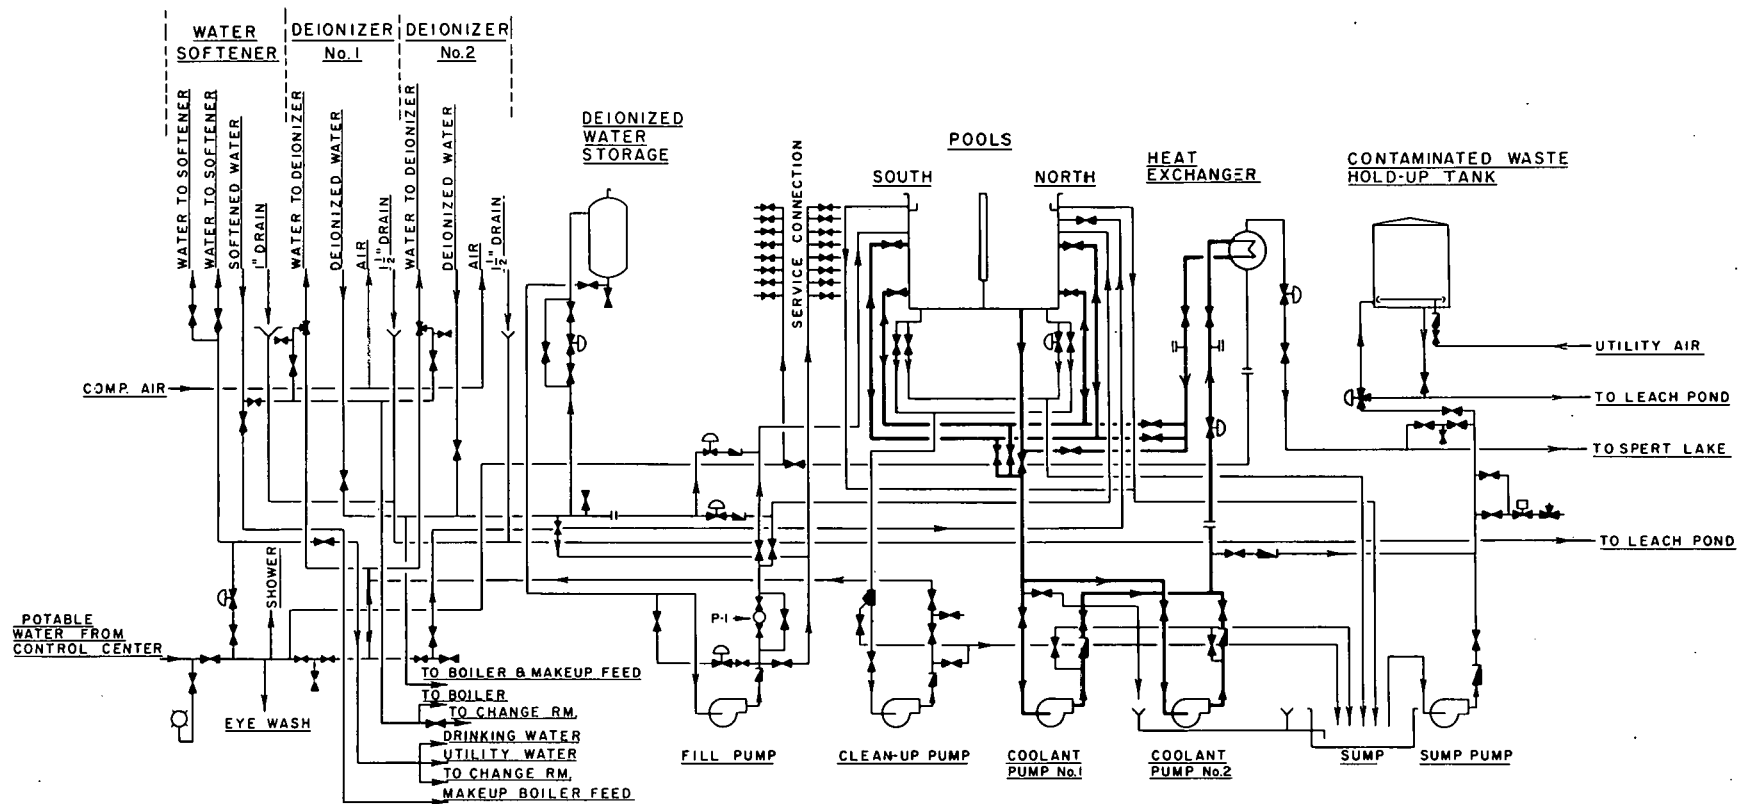 WATER
SOFTENER
DEIONIZER
No.1
DEIONIZER
No.2
WATER TO SOFTENER
WATER TO SOFTENER
SOFTENED WATER
1" DRAIN
WATER TO DEIONIZER
DEIONIZED WATER
AIR
1½" DRAIN
WATER TO DEIONIZER
DEIONIZED WATER
AIR
1½" DRAIN
DEIONIZED
WATER
STORAGE
SERVICE CONNECTION
POOLS
SOUTH
NORTH
HEAT
EXCHANGER
CONTAMINATED WASTE
HOLD-UP TANK
UTILITY AIR
COMP. AIR
TO LEACH POND
TO SPERT LAKE
TO LEACH POND
SHOWER
P-1
POTABLE
WATER FROM
CONTROL CENTER
EYE WASH
TO BOILER & MAKEUP FEED
TO BOILER
TO CHANGE RM.
DRINKING WATER
UTILITY WATER
TO CHANGE RM.
MAKEUP BOILER FEED
FILL PUMP
CLEAN-UP PUMP
COOLANT
PUMP No.1
COOLANT
PUMP No.2
SUMP
SUMP PUMP